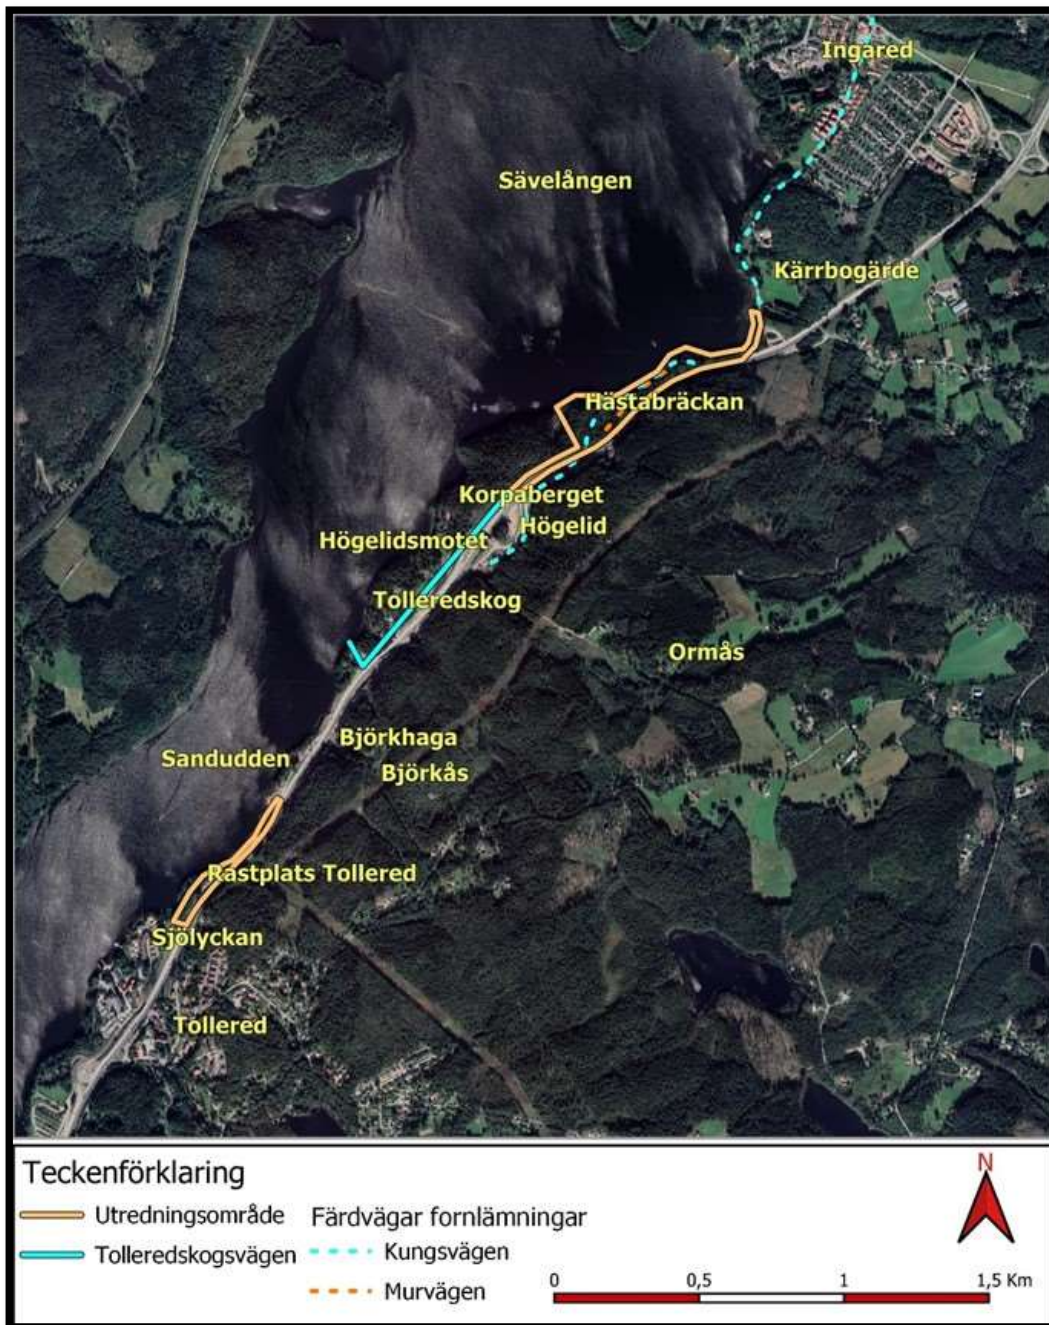 Ingared
Sävelången
Kärrbogärde
Hästabräckan
Korpaberget
Högelid
Högelidsmotet
Tolleredskog
Ormås
Björkhaga
Sandudden
Björkås
Rastplats Tollered
Sjölyckan
Tollered
Teckenförklaring
Utredningsområde
Tolleredskogsvägen
Färdvägar fornlämningar
Kungsvägen
Murvägen
N
0 0,5 1 1,5 Km